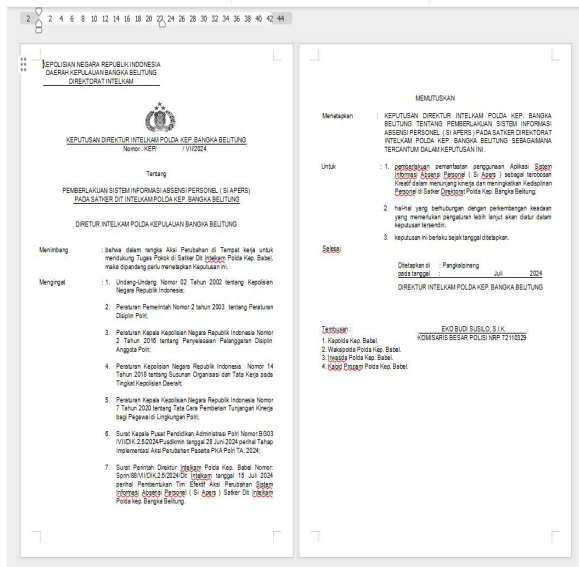 2 2 4 6 8 10 12 14 16 18 20 22 24 26 28 30 32 34 36 38 40 42 44
KEPOLISIAN NEGARA REPUBLIK INDONESIA
DAERAH KEPULAUAN BANGKA BELITUNG
DIREKTORAT INTELKAM
KEPUTUSAN DIREKTUR INTELKAM POLDA KEP. BANGKA BELITUNG
Nomor : KEP/ / VII/2024
Tentang
PEMBERLAKUAN SISTEM INFORMASI ABSENSI PERSONEL ( SI APERS )
PADA SATKER DIT INTELKAM POLDA KEP. BANGKA BELITUNG
DIRETUR INTELKAM POLDA KEPULAUAN BANGKA BELITUNG
Menimbang : bahwa dalam rangka Aksi Perubahan di Tempat kerja untuk
mendukung Tugas Pokok di Satker Dit Intelkam Polda Kep. Babel,
maka dipandang perlu menetapkan Keputusan ini.
Mengingat : 1. Undang-Undang Nomor 02 Tahun 2002 tentang Kepolisian
Negara Republik Indonesia;
2. Peraturan Pemerintah Nomor 2 tahun 2003 tentang Peraturan
Disiplin Polri;
3. Peraturan Kepala Kepolisian Negara Republik Indonesia Nomor
2 Tahun 2016 tentang Penyelesaian Pelanggaran Disiplin
Anggota Polri;
4. Peraturan Kepolisian Negara Republik Indonesia Nomor 14
Tahun 2018 tentang Susunan Organisasi dan Tata Kerja pada
Tingkat Kepolisian Daerah;
5. Peraturan Kepala Kepolisian Negara Republik Indonesia Nomor
7 Tahun 2020 tentang Tata Cara Pemberian Tunjangan Kinerja
bagi Pegawai di Lingkungan Polri;
6. Surat Kepala Pusat Pendidikan Administrasi Polri Nomor:B/303
/VII/DIK.2.5/2024 Pusdikmin tanggal 28 Juni 2024 perihal Tahap
Implementasi Aksi Perubahan Peserta PKA Polri TA. 2024;
7. Surat Perintah Direktur Intelkam Polda Kep. Babel Nomor:
Sprin/88/VII/DIK.2.5/2024/Dit Intelkam tanggal 15 Juli 2024
perihal Pembentukan Tim Efektif Aksi Perubahan Sistem
Informasi Absensi Personel ( Si Apers ) Satker Dit Intelkam
Polda kep. Bangka Belitung.
MEMUTUSKAN
Menetapkan : KEPUTUSAN DIREKTUR INTELKAM POLDA KEP. BANGKA
BELITUNG TENTANG PEMBERLAKUAN SISTEM INFORMASI
ABSENSI PERSONEL ( SI APERS ) PADA SATKER DIREKTORAT
INTELKAM POLDA KEP. BANGKA BELITUNG SEBAGAIMANA
TERCANTUM DALAM KEPUTUSAN INI .
Untuk : 1. pemberlakuan pemanfaatan penggunaan Aplikasi Sistem
Informasi Absensi Personel ( Si Apers ) sebagai terobosan
Kreatif dalam menunjang kinerja dan meningkatkan Kedisplinan
Personel di Satker Direktorat Polda Kep. Bangka Belitung;
2. hal-hal yang berhubungan dengan perkembangan keadaan
yang memerlukan pengaturan lebih lanjut akan diatur dalam
keputusan tersendiri;
3. keputusan ini berlaku sejak tanggal ditetapkan.
Selesai
Ditetapkan di : Pangkalpinang
pada tanggal : Juli 2024
DIREKTUR INTELKAM POLDA KEP. BANGKA BELITUNG
EKO BUDI SUSILO, S.I.K.
KOMISARIS BESAR POLISI NRP 72110329
Tembusan :
1. Kapolda Kep. Babel.
2. Wakapolda Polda Kep. Babel.
3. Irwasda Polda Kep. Babel.
4. Kabid Propam Polda Kep. Babel.